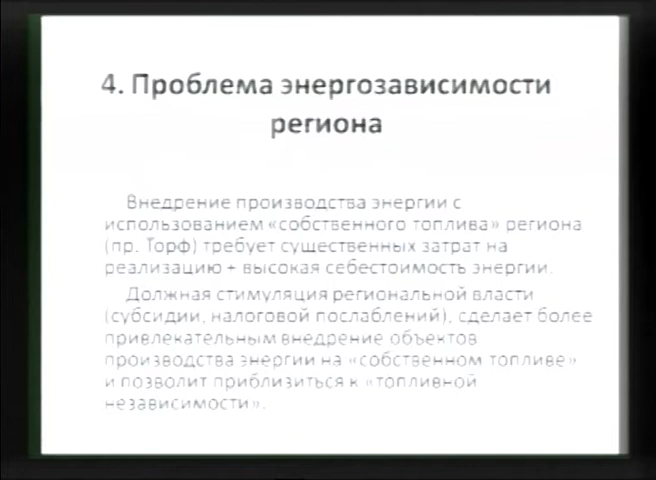 4. Проблема энергозависимости
региона
Внедрение производства энергии с
использованием «собственного топлива» региона
(пр. Торф) требует существенных затрат на
реализацию + высокая себестоимость энергии.
Должная стимуляция региональной власти
(субсидии, налоговой послаблений), сделает более
привлекательным внедрение объектов
производства энергии на «собственном топливе»
и позволит приблизиться к «топливной
независимости».